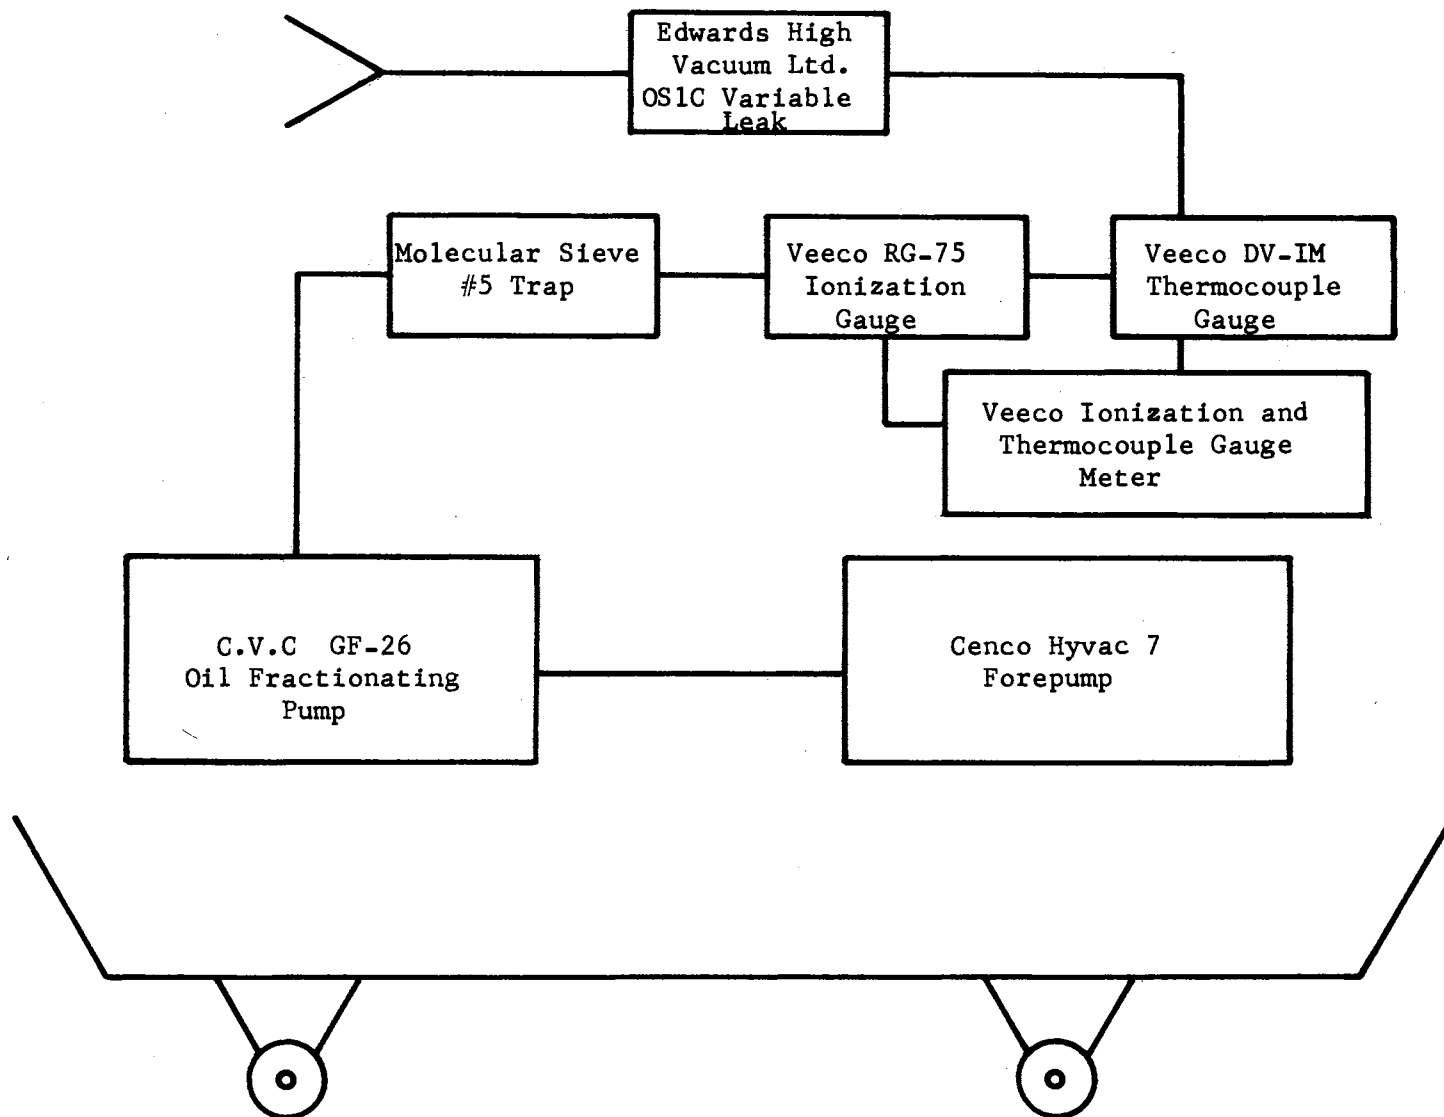 Edwards High
Vacuum Ltd.
OS1C Variable
Leak
Molecular Sieve
#5 Trap
Veeco RG-75
Ionization
Gauge
Veeco DV-IM
Thermocouple
Gauge
Veeco Ionization and
Thermocouple Gauge
Meter
C.V.C GF-26
Oil Fractionating
Pump
Cenco Hyvac 7
Forepump